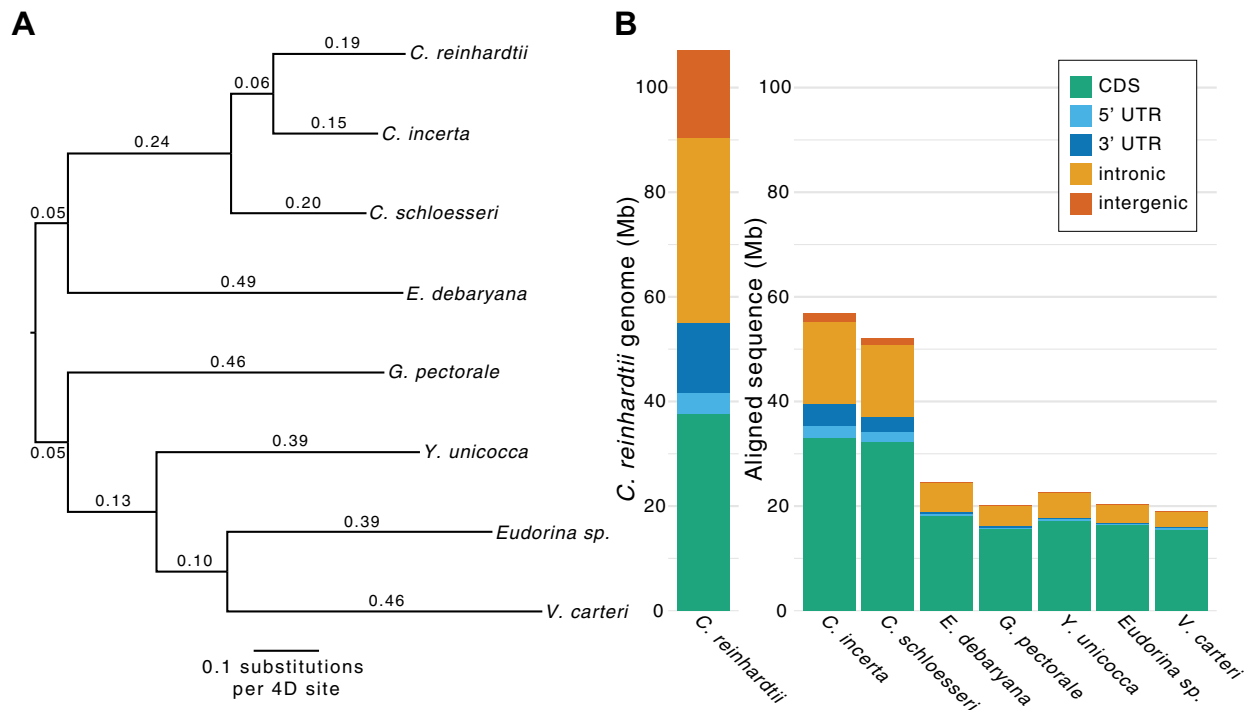 A
0.19
C. reinhardtii
0.06
0.15
C. incerta
0.24
0.20
C. schloesseri
0.05
0.49
E. debaryana
0.46
G. pectorale
0.39
Y. unicocca
0.05
0.13
0.39
Eudorina sp.
0.10
0.46
V. carteri
0.1 substitutions
per 4D site
B
C. reinhardtii genome (Mb)
100
80
60
40
20
0
C. reinhardtii
Aligned sequence (Mb)
100
80
60
40
20
0
C. incerta
C. schloesseri
E. debaryana
G. pectorale
Y. unicocca
Eudorina sp.
V. carteri
CDS
5' UTR
3' UTR
intronic
intergenic